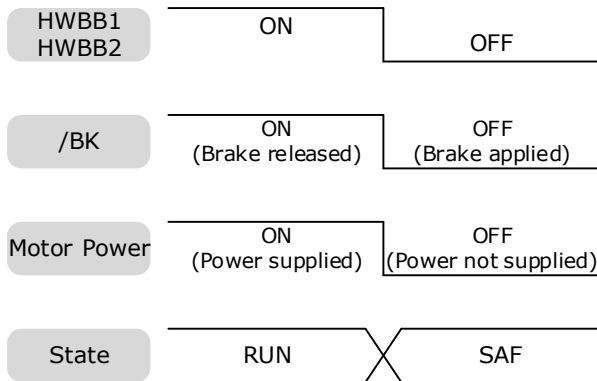 HWBB1
HWBB2
ON
OFF
/BK
ON
(Brake released)
OFF
(Brake applied)
Motor Power
ON
(Power supplied)
OFF
(Power not supplied)
State
RUN
SAF